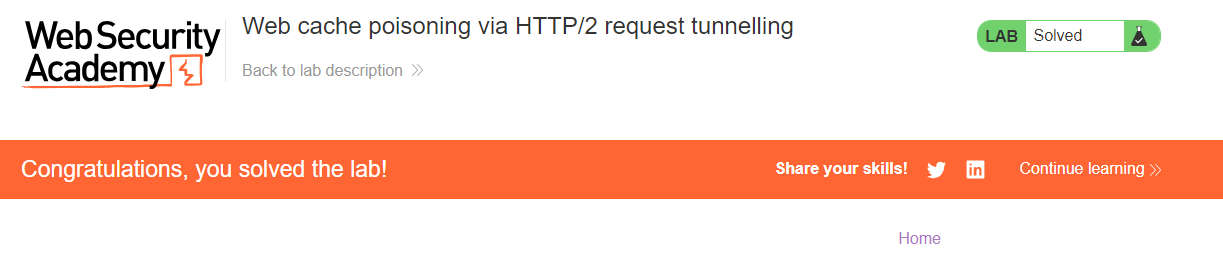 Web Security
Academy
Web cache poisoning via HTTP/2 request tunnelling
Back to lab description
LAB Solved
Congratulations, you solved the lab!
Share your skills!
Continue learning
Home